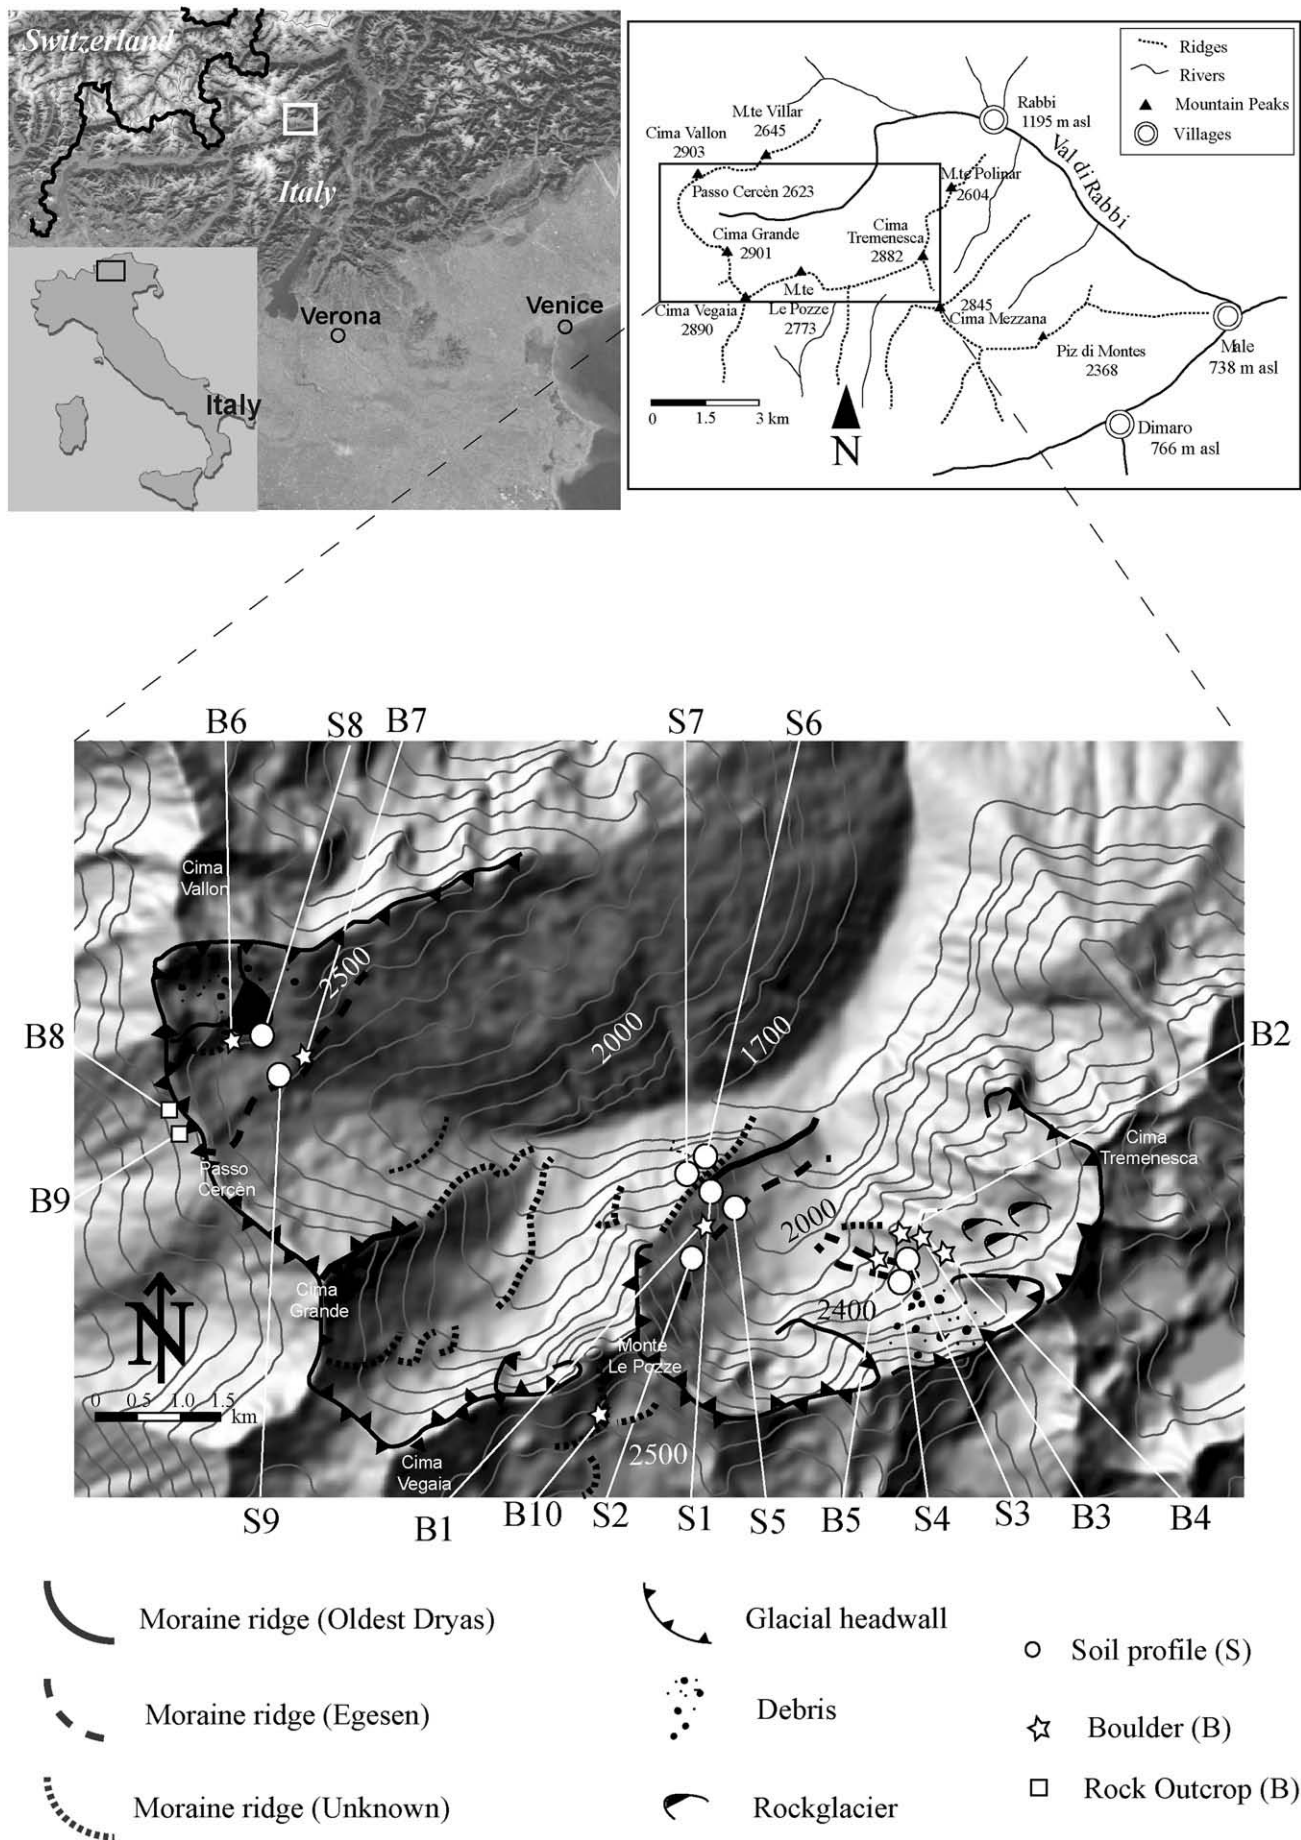 Switzerland
Italy
Verona
Venice
Italy
Ridges
Rivers
Mountain Peaks
Villages
Rabbi
1195 m asl
M.te Villar
2645
Cima Vallon
2903
Passo Cercèn 2623
M.te Polinar
2604
Val di Rabbi
Cima Grande
2901
Cima
Tremenesca
2882
M.te
Le Pozze
2773
Cima Vegaia
2890
2845
Cima Mezzana
Piz di Montes
2368
Male
738 m asl
Dimaro
766 m asl
0 1.5 3 km
N
B6 S8 B7 S7 S6
Cima
Vallon
2500
2000
1700
B8
B2
B9
Passo
Cercèn
Cima
Tremenesca
2000
2400
Cima
Grande
N
Monte
Le Pozze
0 0.5 1.0 1.5
km
Cima
Vegaia
2500
S9 B1 B10 S2 S1 S5 B5 S4 S3 B3 B4
Moraine ridge (Oldest Dryas)
Moraine ridge (Egesen)
Moraine ridge (Unknown)
Glacial headwall
Debris
Rockglacier
Soil profile (S)
Boulder (B)
Rock Outcrop (B)